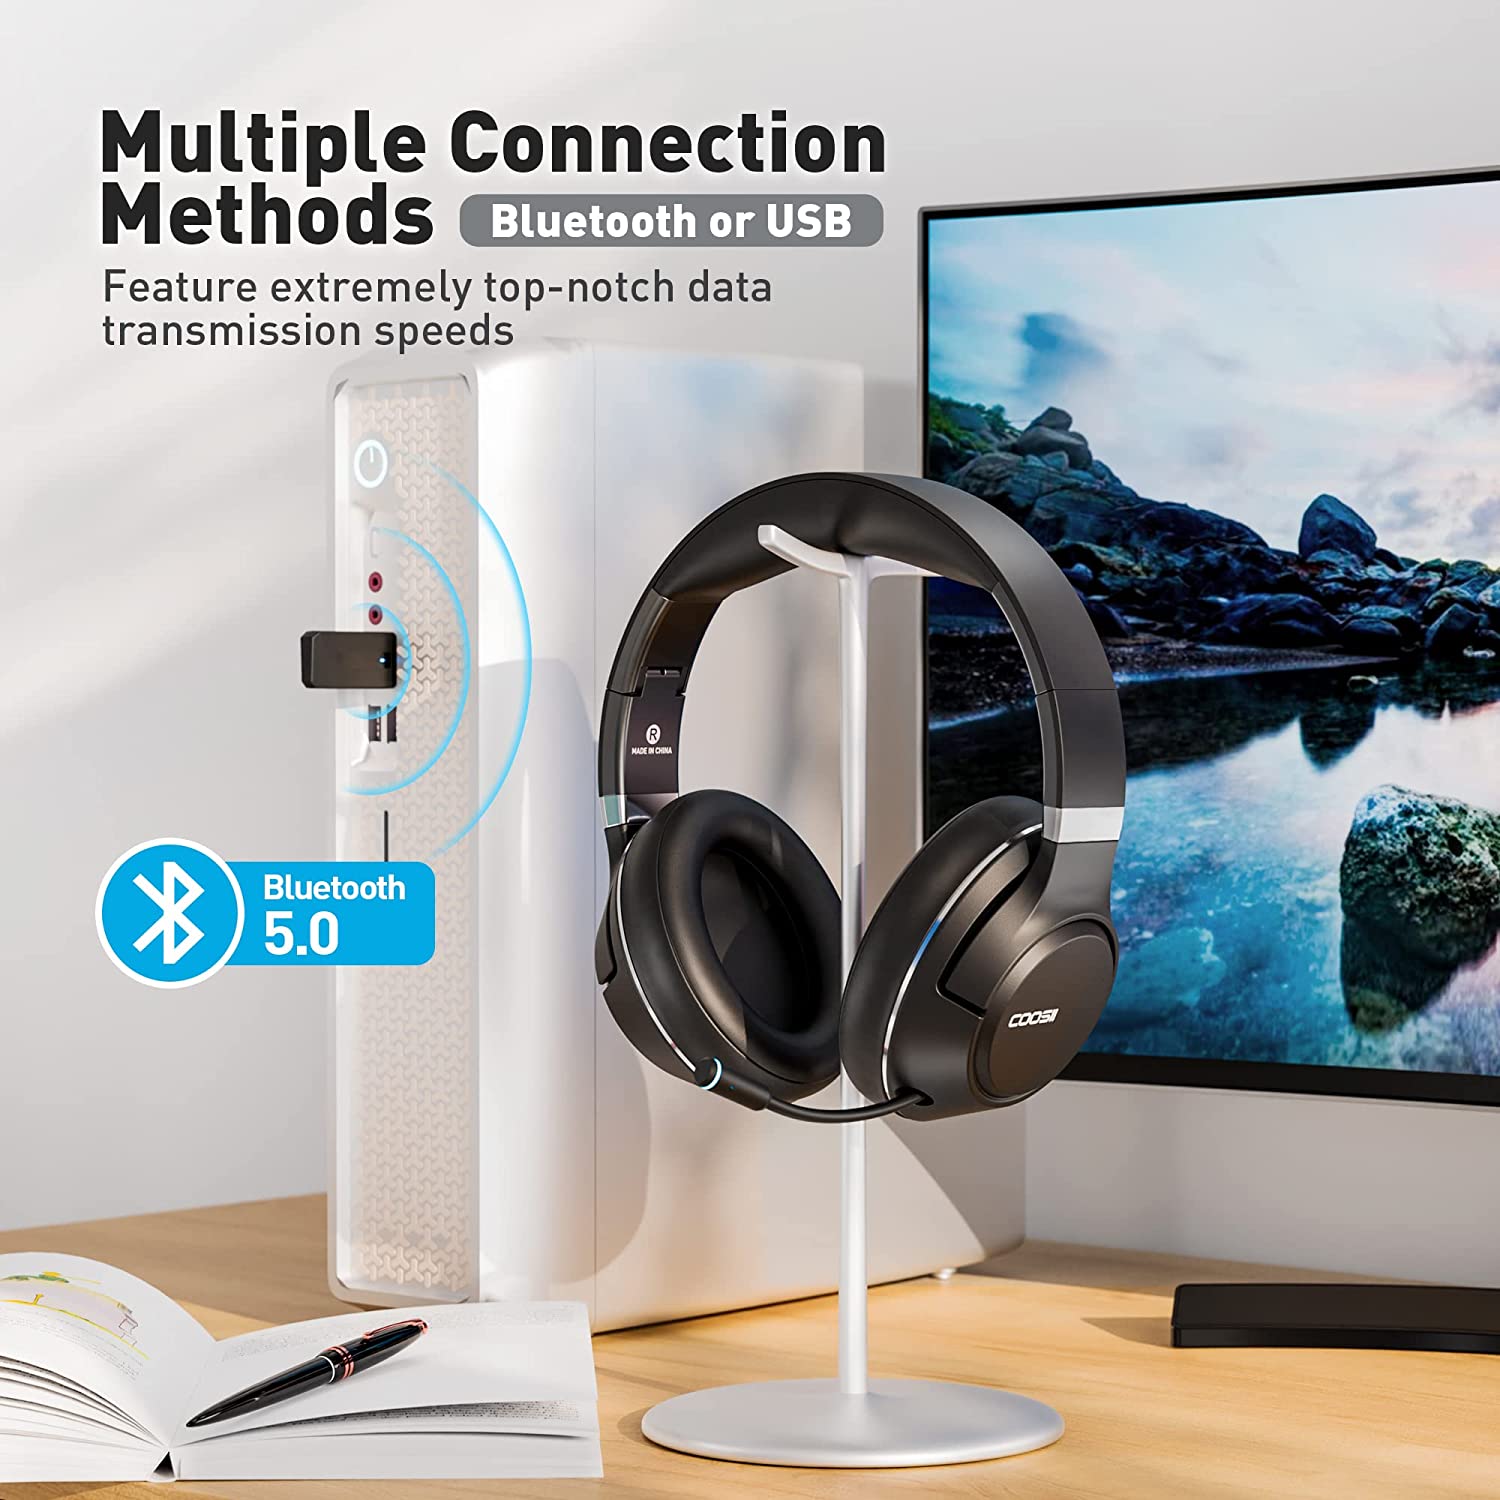 Multiple Connection
Methods Bluetooth or USB
Feature extremely top-notch data
transmission speeds
R
MADE IN CHINA
Bluetooth
5.0
COOSII